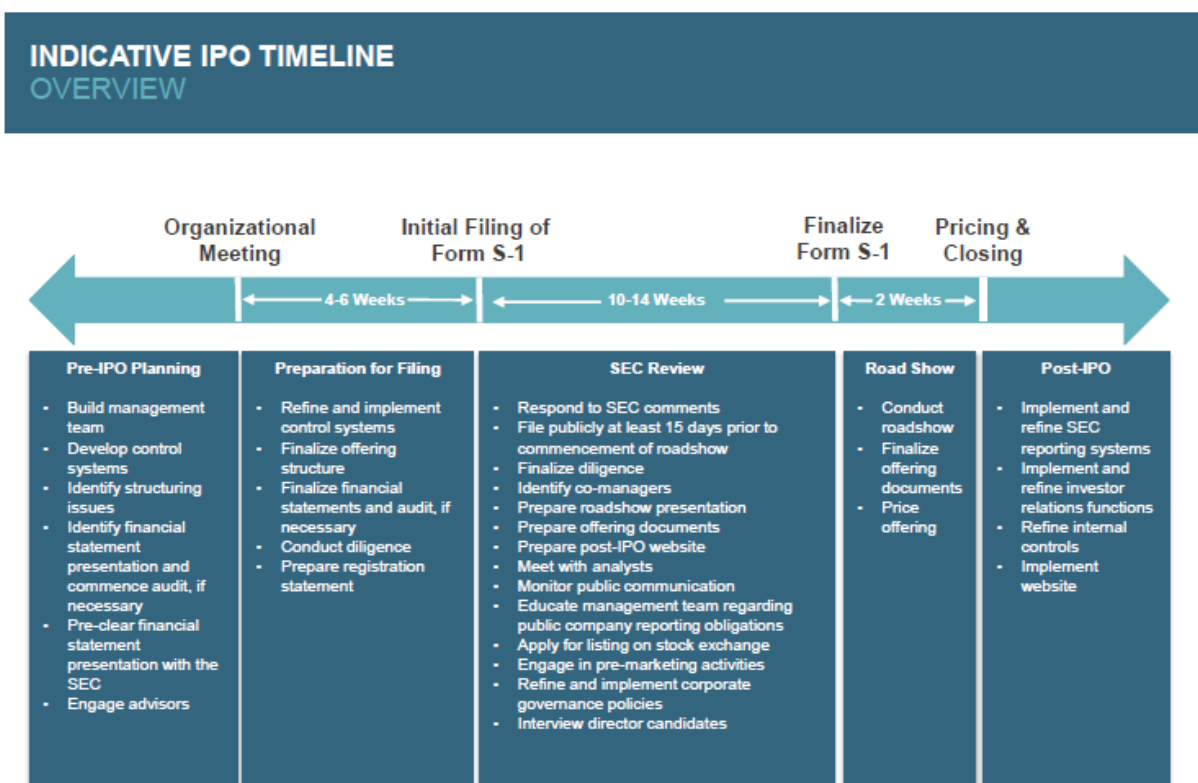 INDICATIVE IPO TIMELINE
OVERVIEW
Organizational
Meeting
Initial Filing of
Form S-1
Finalize
Form S-1
Pricing &
Closing
4-6 Weeks
10-14 Weeks
2 Weeks
Pre-IPO Planning
- Build management
team
- Develop control
systems
- Identify structuring
issues
- Identify financial
statement
presentation and
commence audit, if
necessary
- Pre-clear financial
statement
presentation with the
SEC
- Engage advisors
Preparation for Filing
- Refine and implement
control systems
- Finalize offering
structure
- Finalize financial
statements and audit, if
necessary
- Conduct diligence
- Prepare registration
statement
SEC Review
- Respond to SEC comments
- File publicly at least 15 days prior to
commencement of roadshow
- Finalize diligence
- Identify co-managers
- Prepare roadshow presentation
- Prepare offering documents
- Prepare post-IPO website
- Meet with analysts
- Monitor public communication
- Educate management team regarding
public company reporting obligations
- Apply for listing on stock exchange
- Engage in pre-marketing activities
- Refine and implement corporate
governance policies
- Interview director candidates
Road Show
- Conduct
roadshow
- Finalize
offering
documents
- Price
offering
Post-IPO
- Implement and
refine SEC
reporting systems
- Implement and
refine investor
relations functions
- Refine internal
controls
- Implement
website